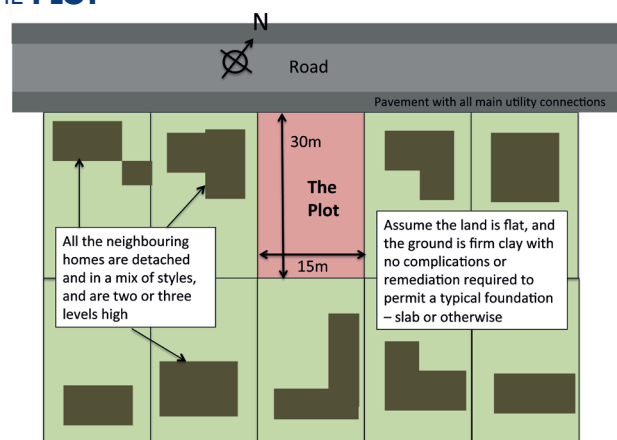 PLOT
N
Road
Pavement with all main utility connections
30m
The
Plot
15m
All the neighbouring
homes are detached
and in a mix of styles,
and are two or three
levels high
Assume the land is flat, and
the ground is firm clay with
no complications or
remediation required to
permit a typical foundation
– slab or otherwise